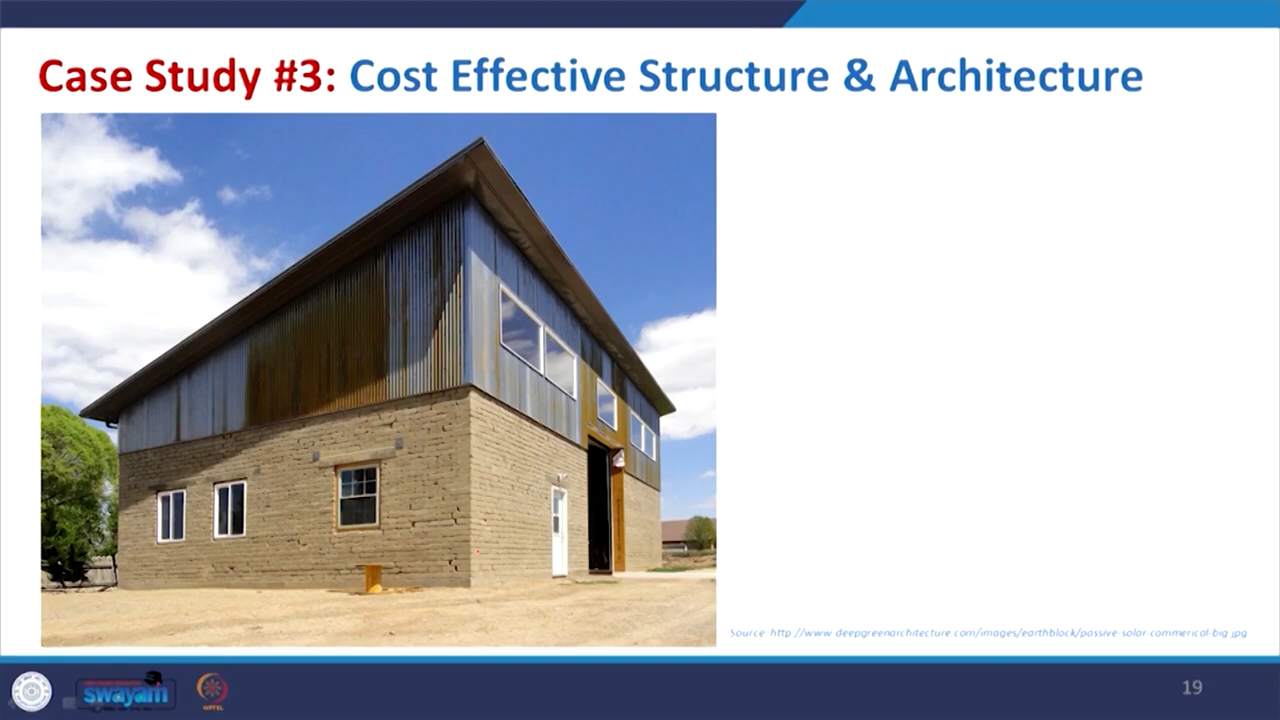 Case Study #3: Cost Effective Structure & Architecture
Source: http://www.deepgreenarchitecture.com/images/earthblock/passive-solar-commerical-big.jpg
swayam
NPTEL
19